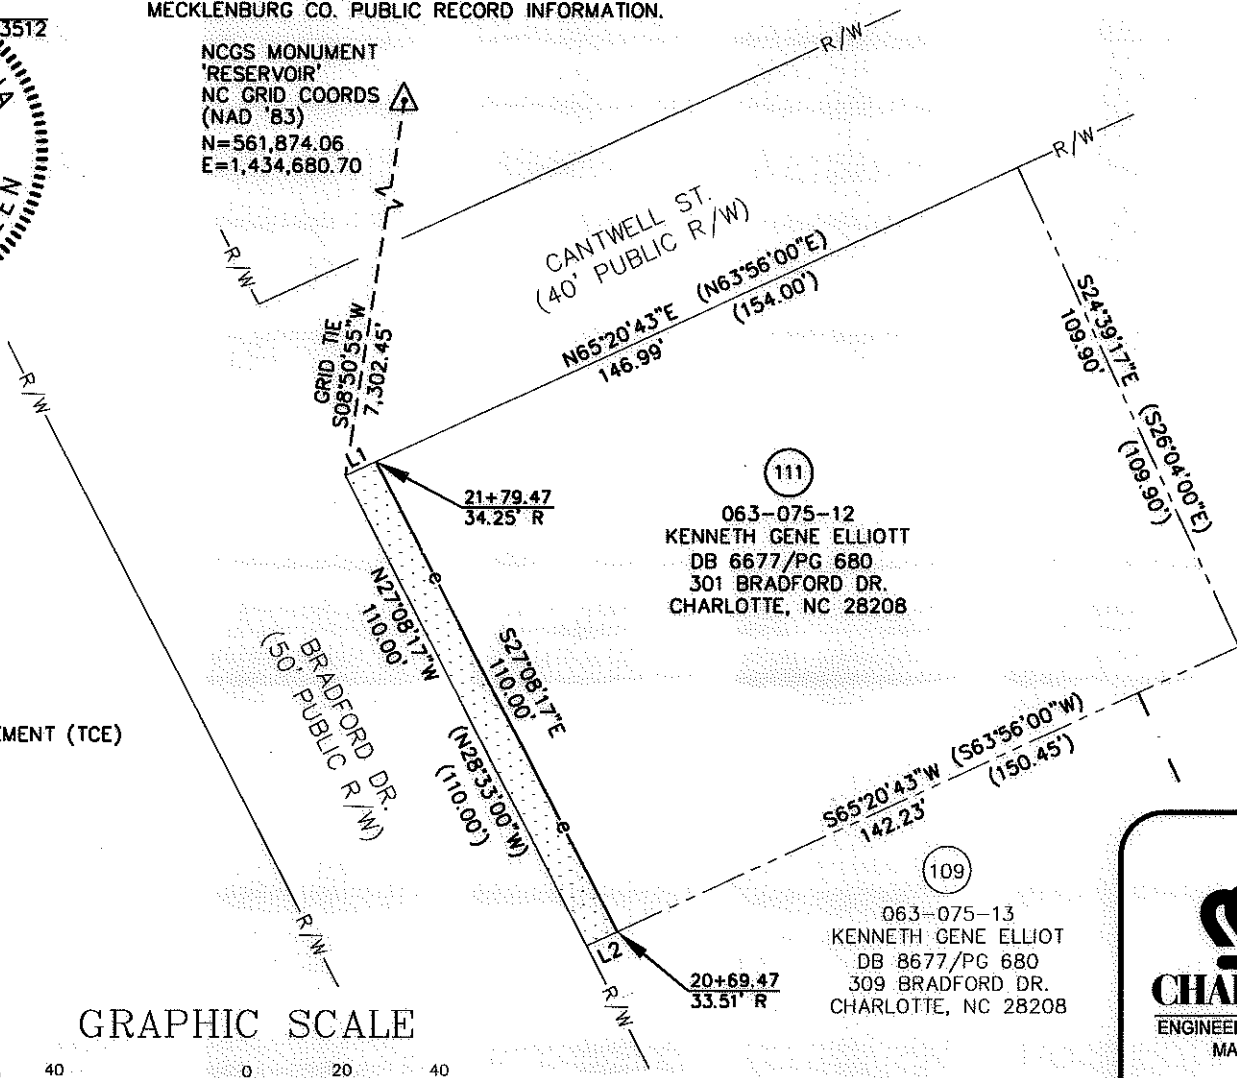 MECKLENBURG CO. PUBLIC RECORD INFORMATION.
3512
NCGS MONUMENT
'RESERVOIR'
NC GRID COORDS
(NAD '83)
N=561,874.06
E=1,434,680.70
R/W
R/W
R/W
CANTWELL ST.
(40' PUBLIC R/W)
N65°20'43"E (N63°56'00"E)
146.99' (154.00')
S24°39'17"E (S26°04'00"E)
109.90' (109.90')
GRID TIE
S08°50'55"W
7,302.45'
R/W
L1
21+79.47
34.25' R
111
063-075-12
KENNETH GENE ELLIOTT
DB 6677/PG 680
301 BRADFORD DR.
CHARLOTTE, NC 28208
e
N27°08'17"W
110.00'
(N28°33'00"W)
(110.00')
S27°08'17"E
110.00'
BRADFORD DR.
(50' PUBLIC R/W)
EMENT (TCE)
e
S65°20'43"W (S63°56'00"W)
142.23' (150.45')
109
063-075-13
KENNETH GENE ELLIOT
DB 8677/PG 680
309 BRADFORD DR.
CHARLOTTE, NC 28208
R/W
L2
20+69.47
33.51' R
R/W
GRAPHIC SCALE
40 0 20 40
CHA
ENGINEE
MA